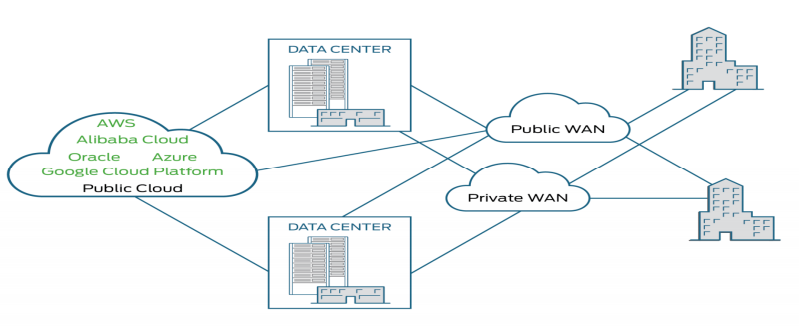 DATA CENTER
AWS
Alibaba Cloud
Oracle Azure
Google Cloud Platform
Public Cloud
Public WAN
Private WAN
DATA CENTER